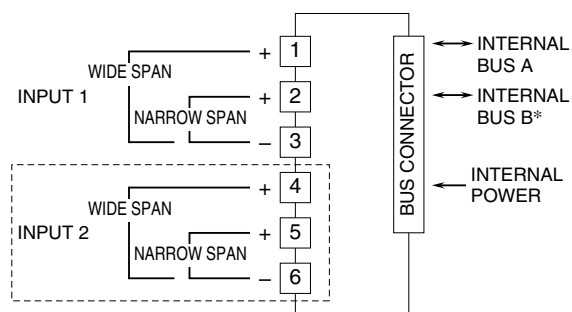 + 1
WIDE SPAN
INPUT 1
+ 2
NARROW SPAN
– 3
+ 4
WIDE SPAN
INPUT 2
+ 5
NARROW SPAN
– 6
BUS CONNECTOR
INTERNAL
BUS A
INTERNAL
BUS B*
INTERNAL
POWER